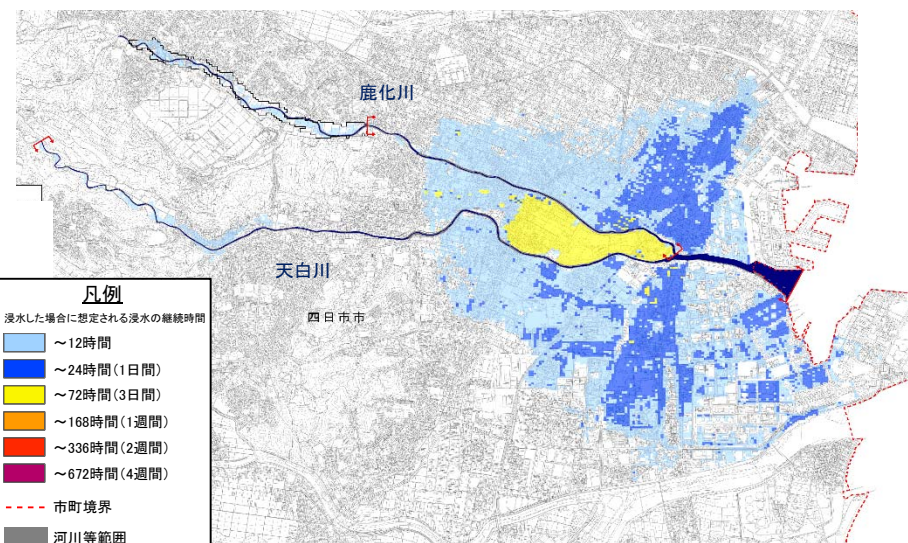 鹿化川
天白川
四日市市
凡例
浸水した場合に想定される浸水の継続時間
～12時間
～24時間(1日間)
～72時間(3日間)
～168時間(1週間)
～336時間(2週間)
～672時間(4週間)
市町境界
河川等範囲